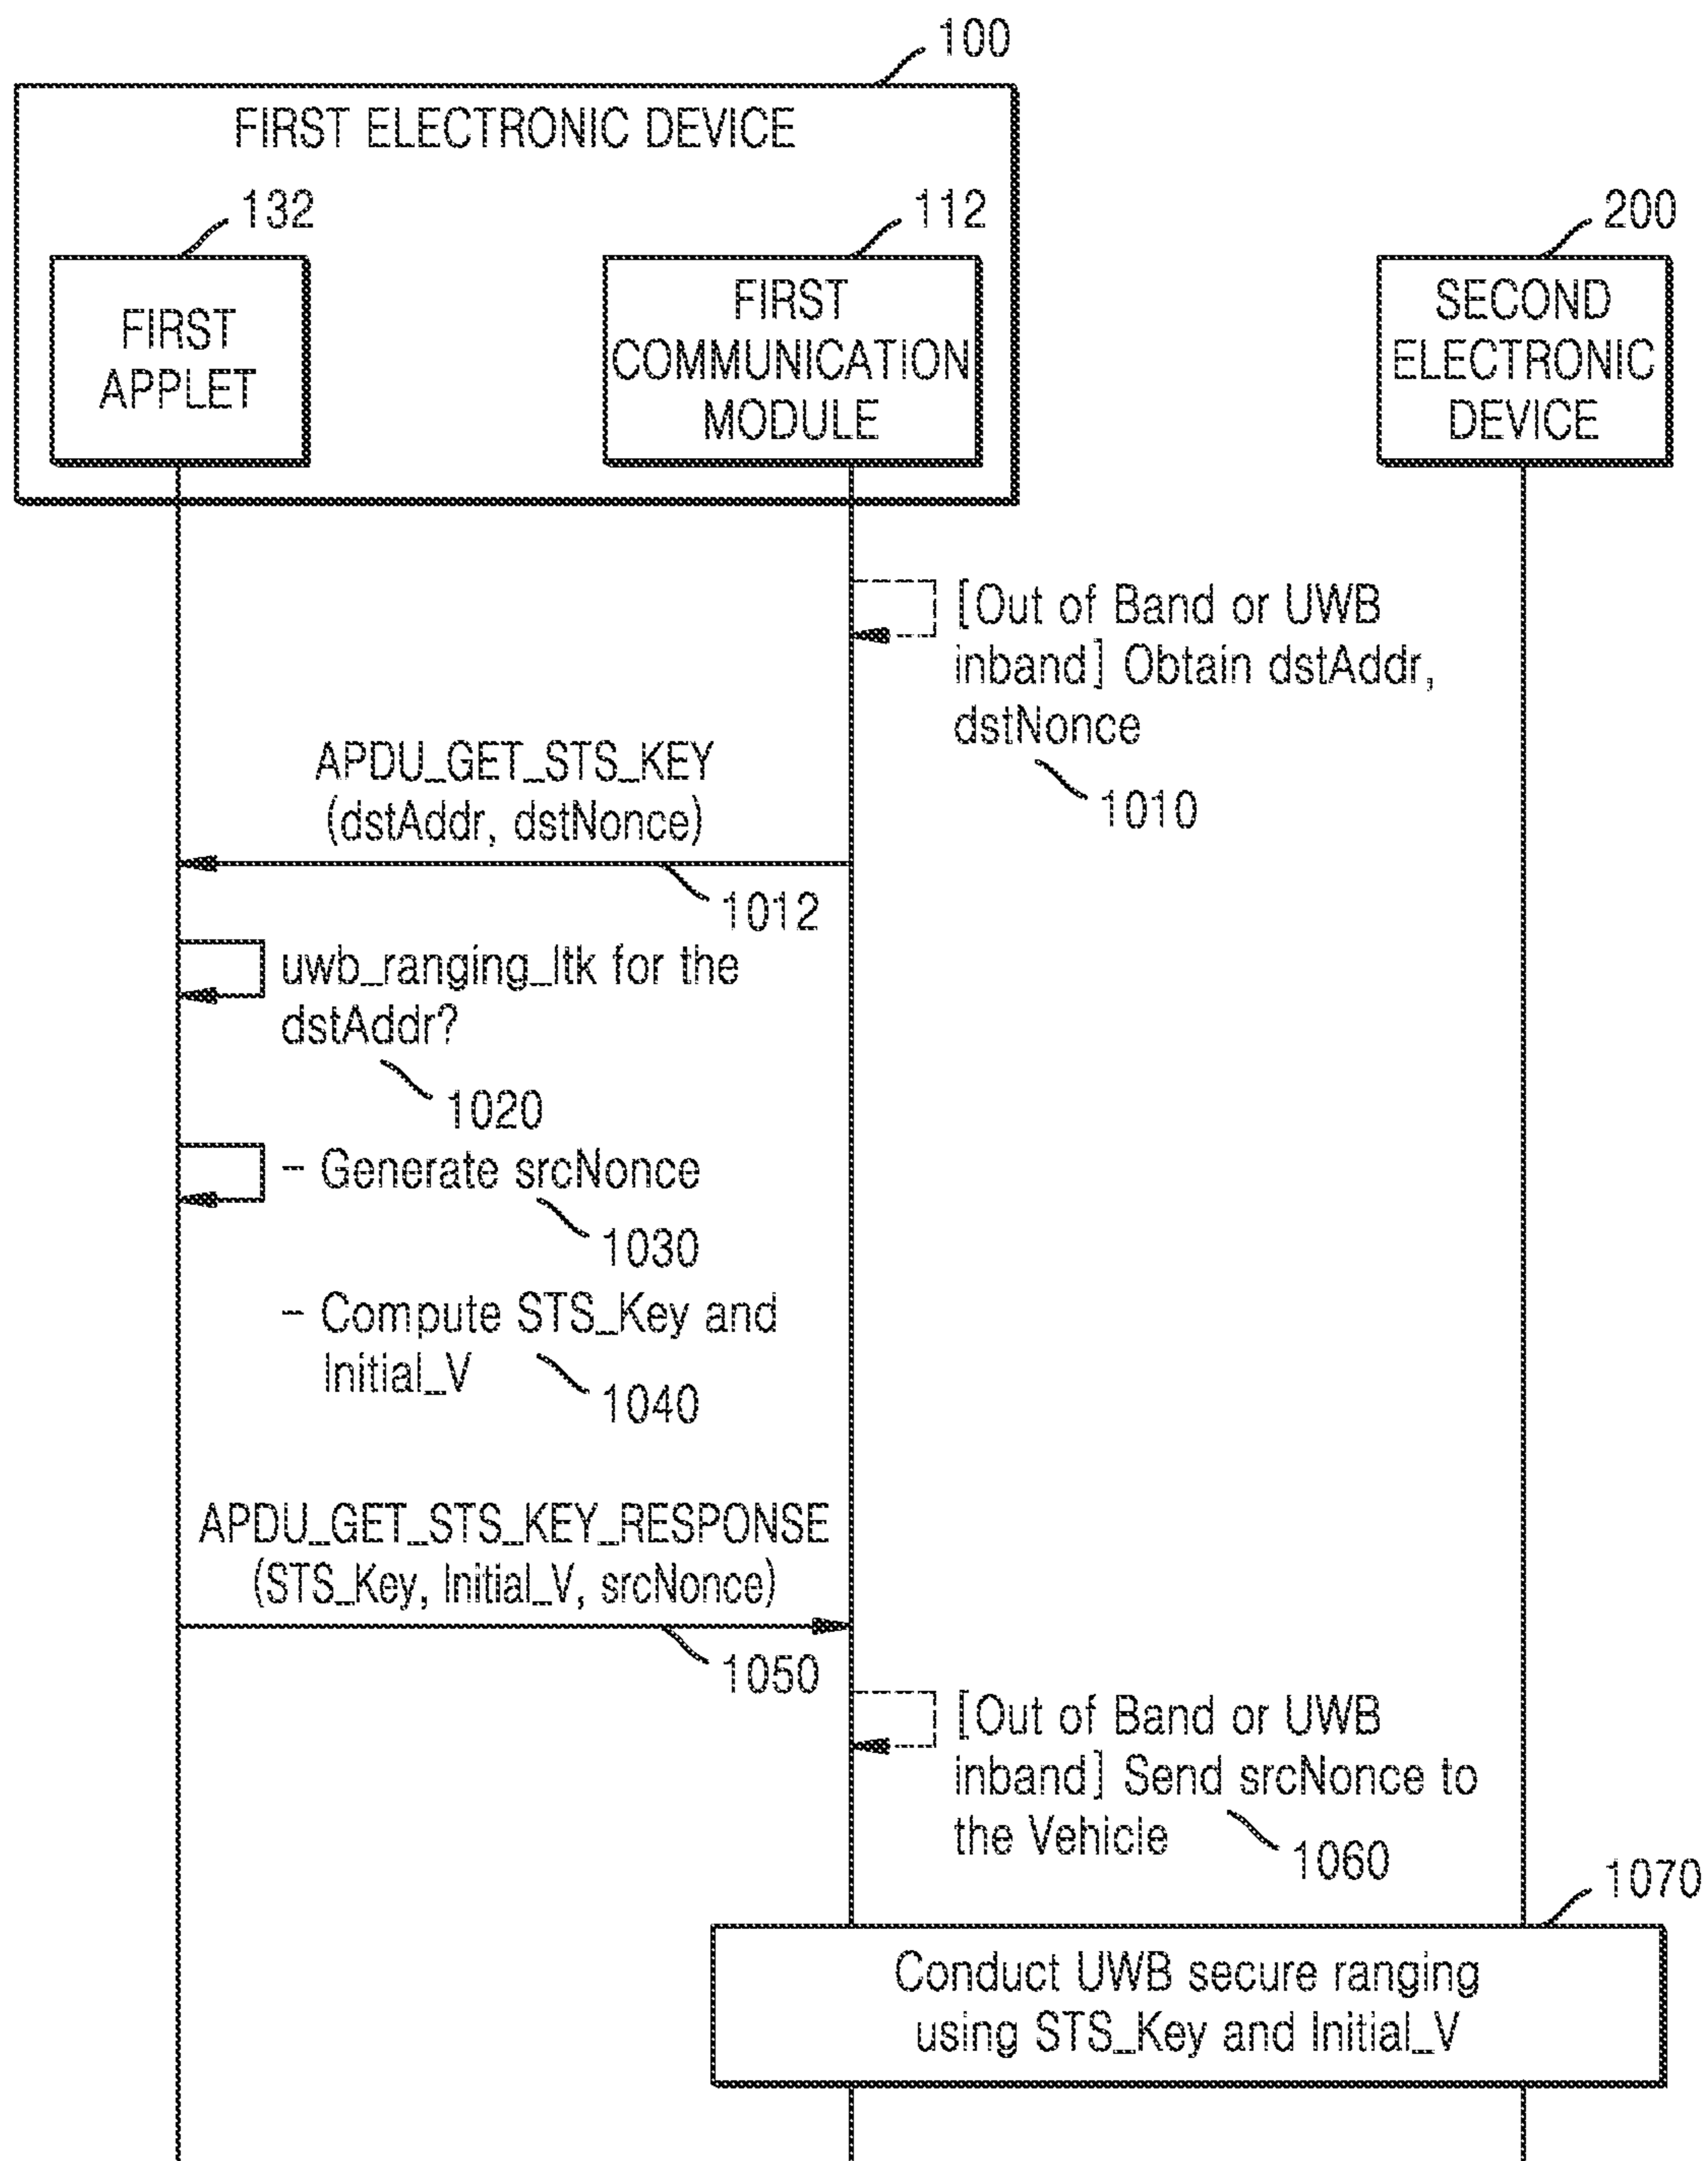 100
FIRST ELECTRONIC DEVICE
132
112
200
FIRST
APPLET
FIRST
COMMUNICATION
MODULE
SECOND
ELECTRONIC
DEVICE
[Out of Band or UWB
inband] Obtain dstAddr,
dstNonce
1010
APDU_GET_STS_KEY
(dstAddr, dstNonce)
1012
uwb_ranging_ltk for the
dstAddr?
1020
- Generate srcNonce
1030
- Compute STS_Key and
Initial_V
1040
APDU_GET_STS_KEY_RESPONSE
(STS_Key, Initial_V, srcNonce)
1050
[Out of Band or UWB
inband] Send srcNonce to
the Vehicle
1060
1070
Conduct UWB secure ranging
using STS_Key and Initial_V